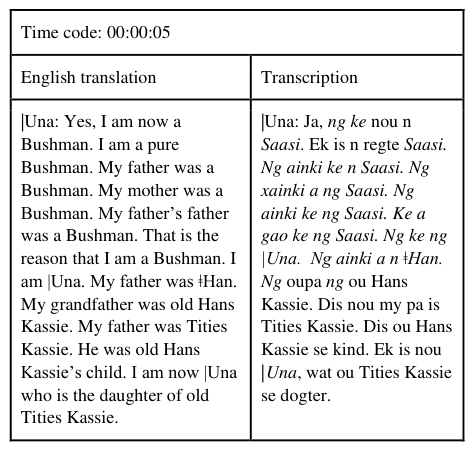 Time code: 00:00:05
English translation
ǀUna: Yes, I am now a
Bushman. I am a pure
Bushman. My father was a
Bushman. My mother was a
Bushman. My father’s father
was a Bushman. That is the
reason that I am a Bushman. I
am ǀUna. My father was ǂHan.
My grandfather was old Hans
Kassie. My father was Tities
Kassie. He was old Hans
Kassie’s child. I am now ǀUna
who is the daughter of old
Tities Kassie.
Transcription
ǀUna: Ja, ng ke nou n
Saasi. Ek is n regte Saasi.
Ng ainki ke n Saasi. Ng
xainki a ng Saasi. Ng
ainki ke ng Saasi. Ke a
gao ke ng Saasi. Ng ke ng
ǀUna. Ng ainki a n ǂHan.
Ng oupa ng ou Hans
Kassie. Dis nou my pa is
Tities Kassie. Dis ou Hans
Kassie se kind. Ek is nou
ǀUna, wat ou Tities Kassie
se dogter.